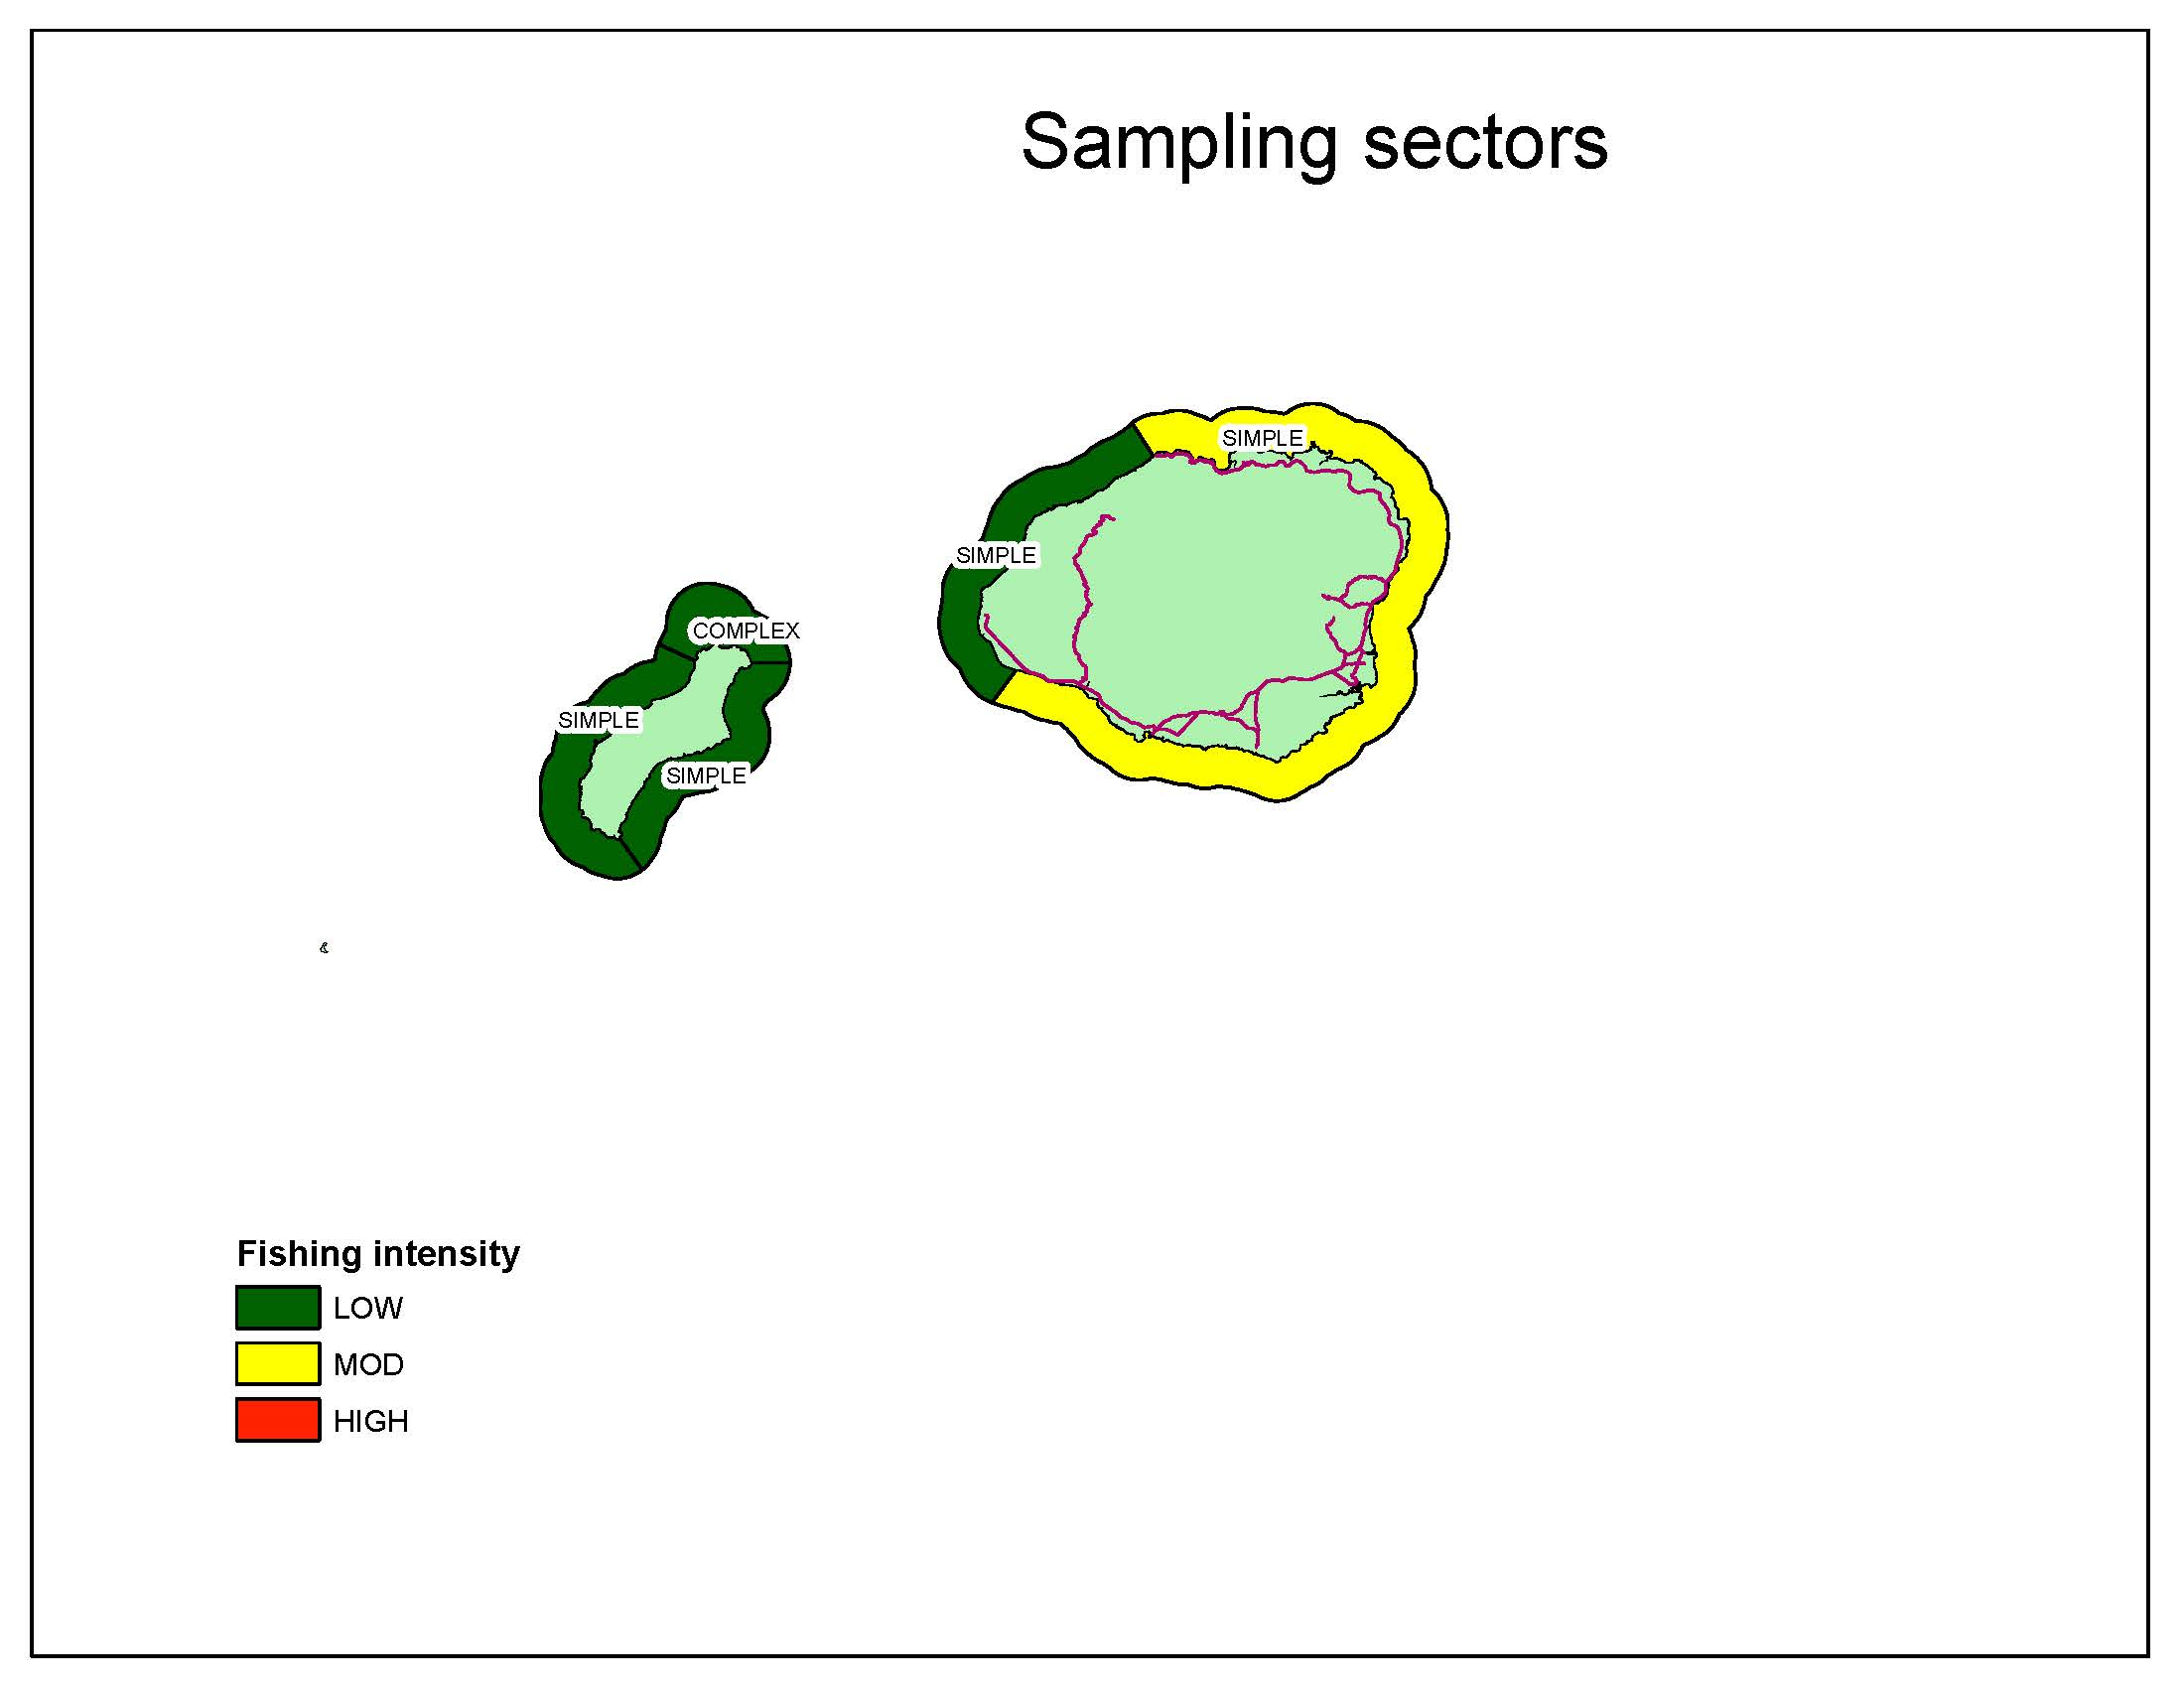 Sampling sectors
SIMPLE
SIMPLE
COMPLEX
SIMPLE
SIMPLE
Fishing intensity
LOW
MOD
HIGH